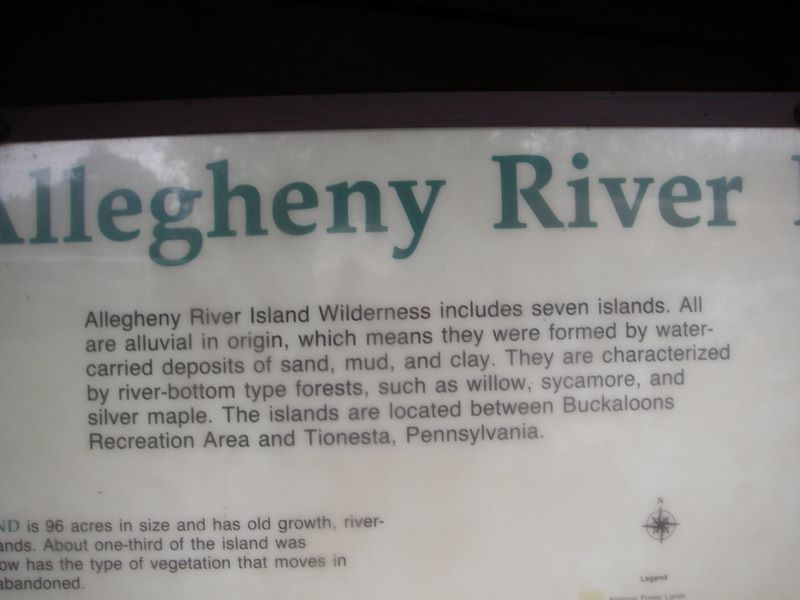 Allegheny River
Allegheny River Island Wilderness includes seven islands. All
are alluvial in origin, which means they were formed by water-
carried deposits of sand, mud, and clay. They are characterized
by river-bottom type forests, such as willow, sycamore, and
silver maple. The islands are located between Buckaloons
Recreation Area and Tionesta, Pennsylvania.
ND is 96 acres in size and has old growth, river-
ands. About one-third of the island was
ow has the type of vegetation that moves in
abandoned.
N
Legend
National Forest Lands